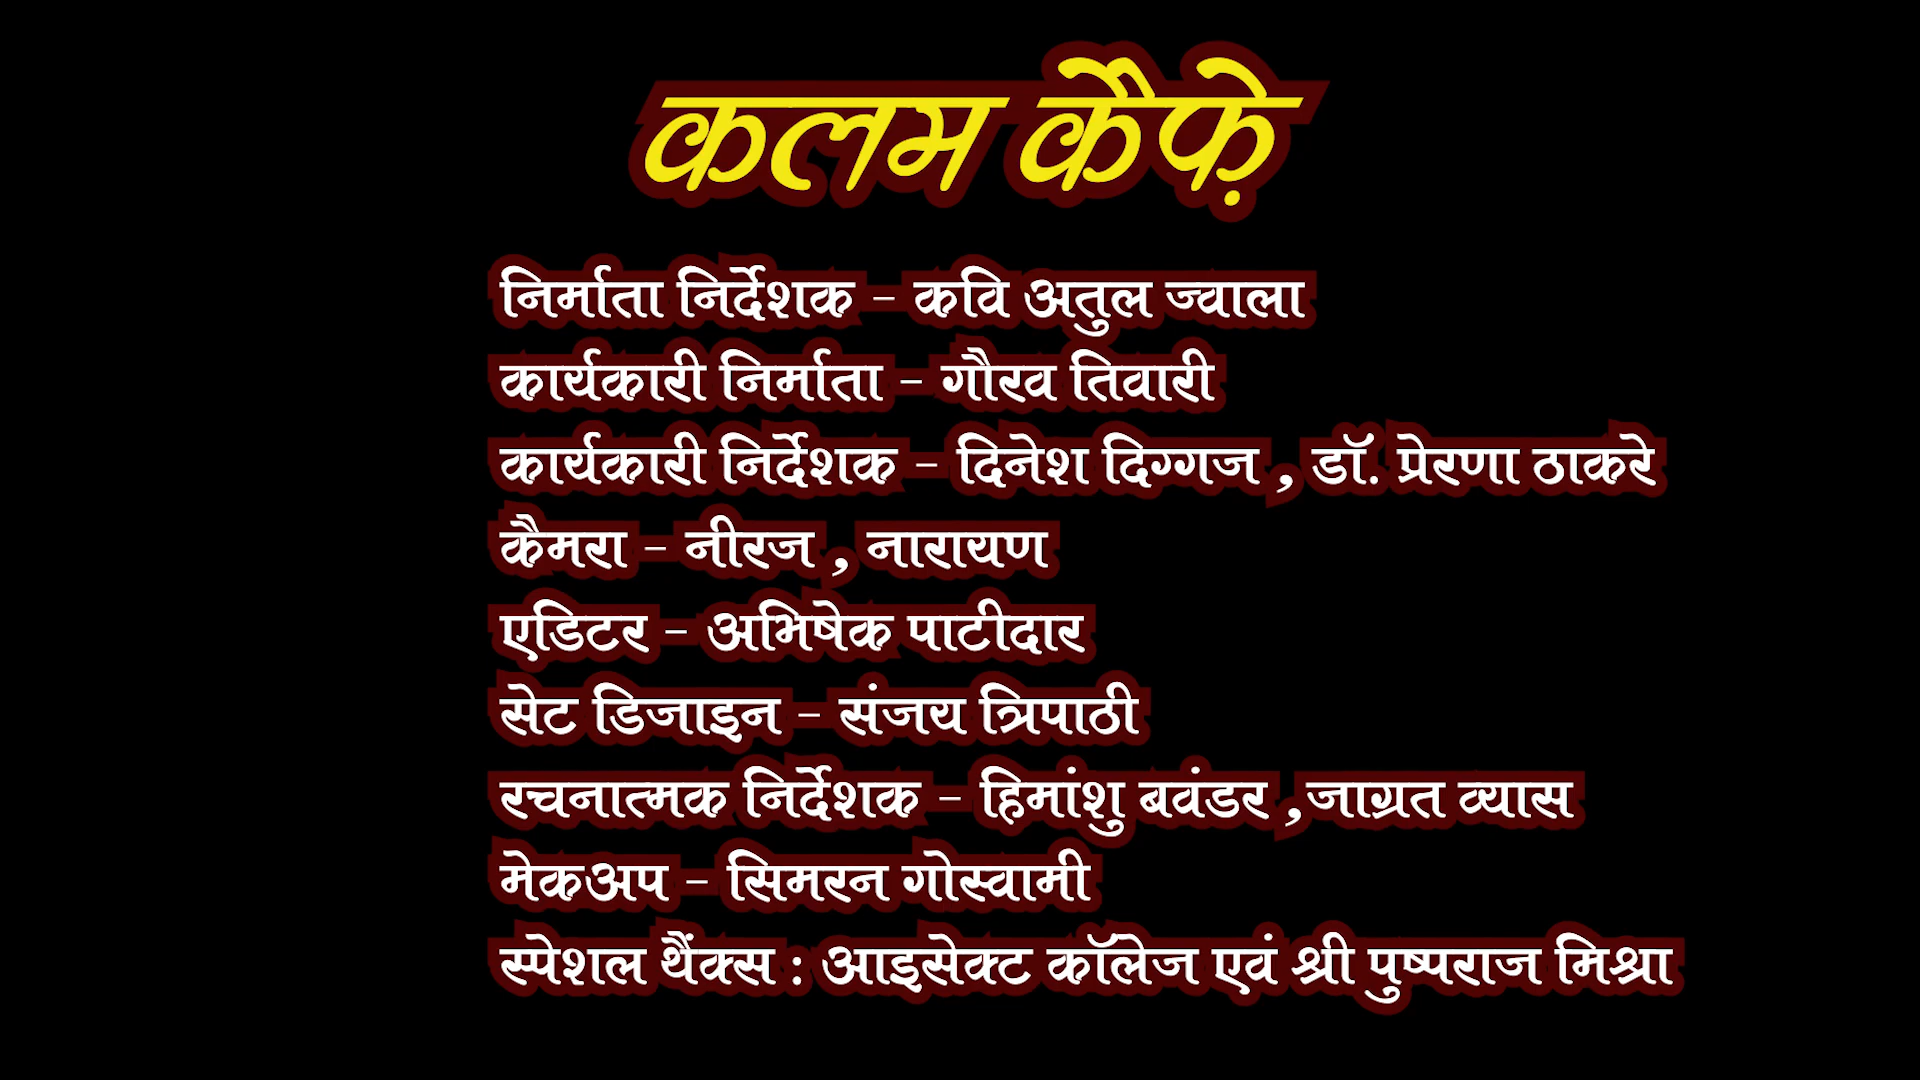 कलम कैफ़े
निर्माता निर्देशक - कवि अतुल ज्वाला
कार्यकारी निर्माता - गौरव तिवारी
कार्यकारी निर्देशक - दिनेश दिग्गज , डॉ. प्रेरणा ठाकरे
कैमरा - नीरज , नारायण
एडिटर - अभिषेक पाटीदार
सेट डिजाइन - संजय त्रिपाठी
रचनात्मक निर्देशक - हिमांशु बवंडर ,जाग्रत व्यास
मेकअप - सिमरन गोस्वामी
स्पेशल थैंक्स : आइसेक्ट कॉलेज एवं श्री पुष्पराज मिश्रा